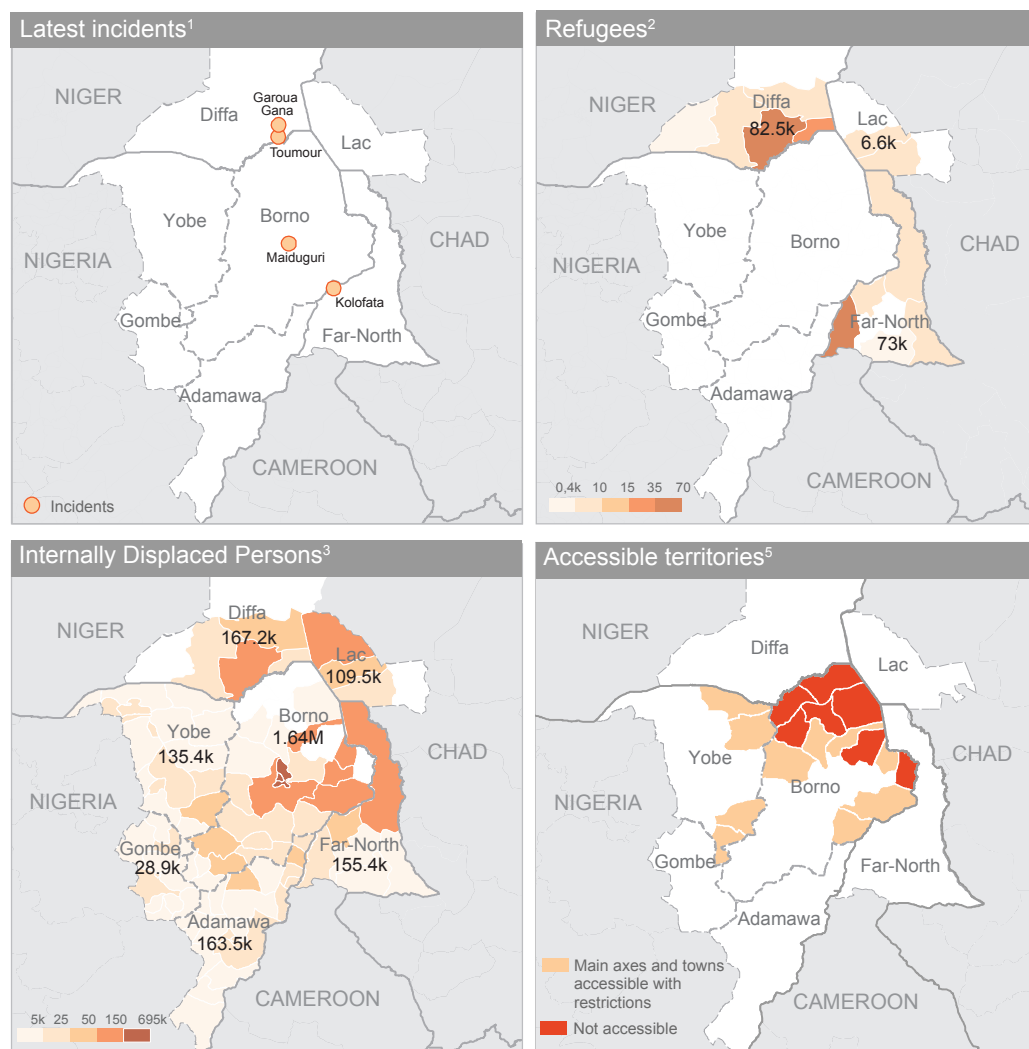 Latest incidents¹
NIGER
Diffa
Garoua
Gana
Toumour
Lac
Yobe
Borno
Maiduguri
CHAD
NIGERIA
Kolofata
Gombe
Far-North
Adamawa
CAMEROON
Incidents
Refugees²
NIGER
Diffa
82.5k
Lac
6.6k
Yobe
Borno
CHAD
NIGERIA
Gombe
Far-North
73k
Adamawa
CAMEROON
0,4k 10 15 35 70
Internally Displaced Persons³
NIGER
Diffa
167.2k
Lac
109.5k
Yobe
135.4k
Borno
1.64M
CHAD
NIGERIA
Gombe
28.9k
Far-North
155.4k
Adamawa
163.5k
CAMEROON
5k 25 50 150 695k
Accessible territories⁵
NIGER
Diffa
Lac
Yobe
CHAD
Borno
NIGERIA
Gombe
Far-North
Adamawa
CAMEROON
Main axes and towns
accessible with
restrictions
Not accessible